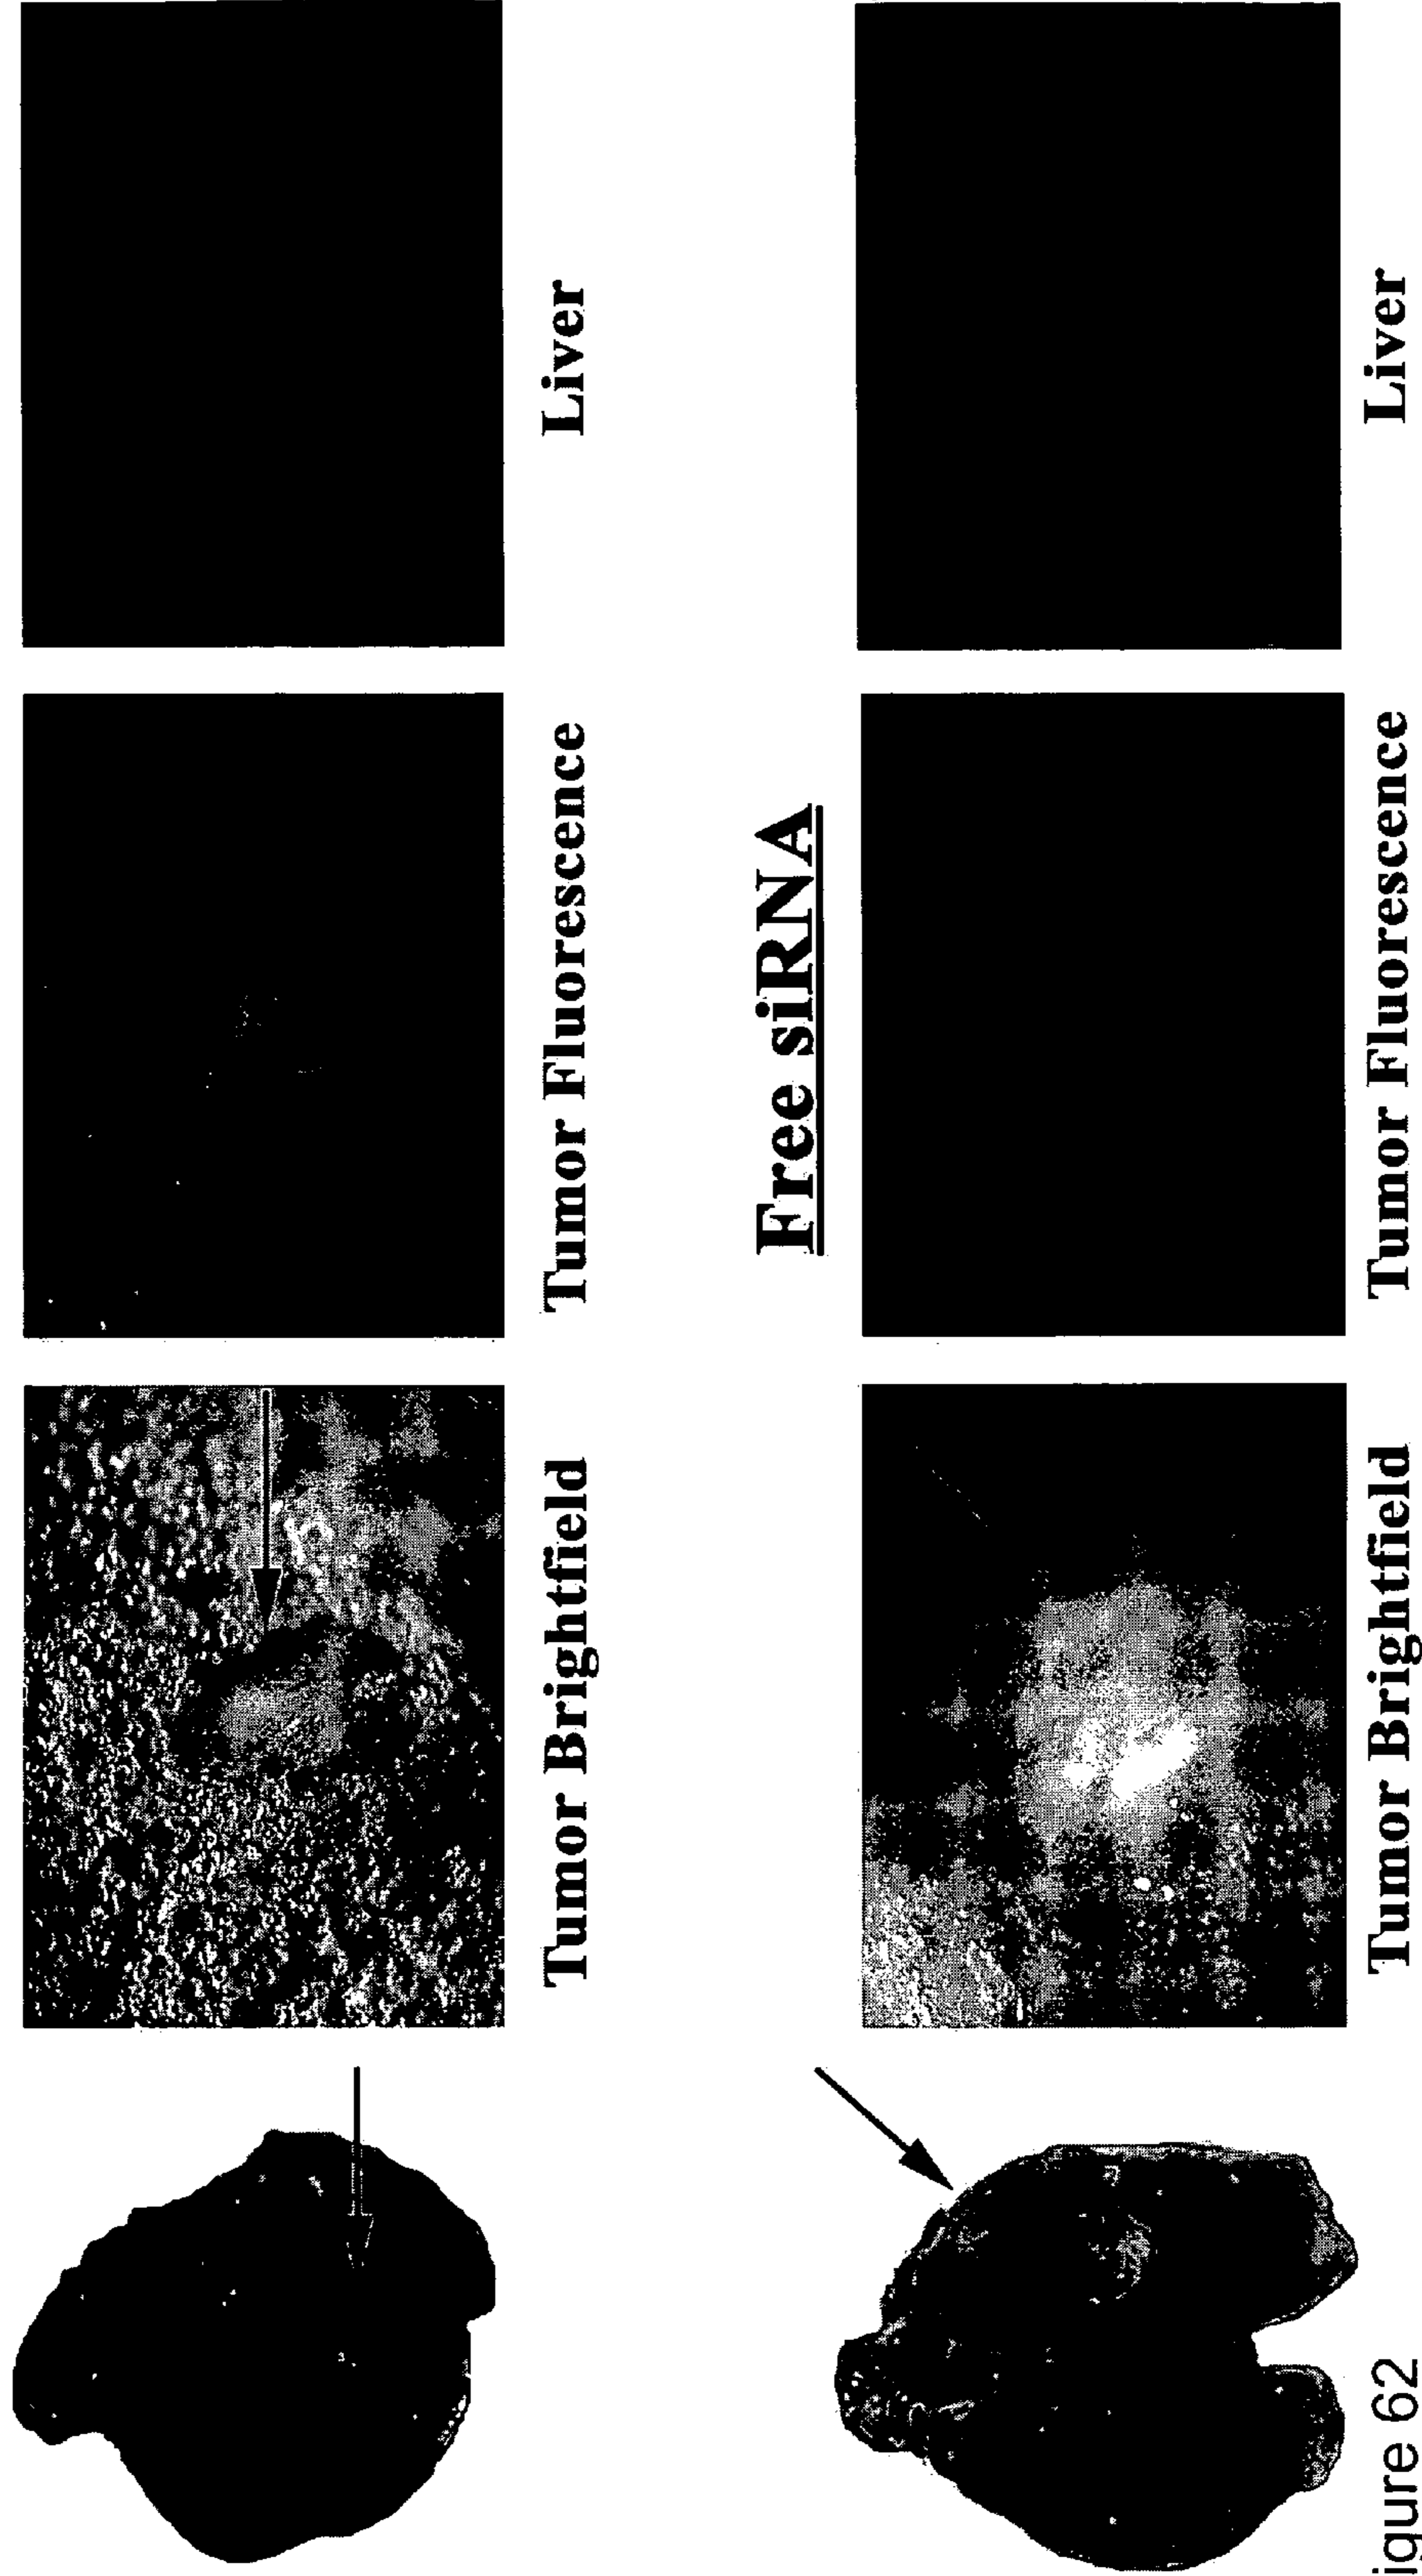 Tumor Brightfield
Tumor Fluorescence
Liver
Free siRNA
Tumor Brightfield
Tumor Fluorescence
Liver
igure 62